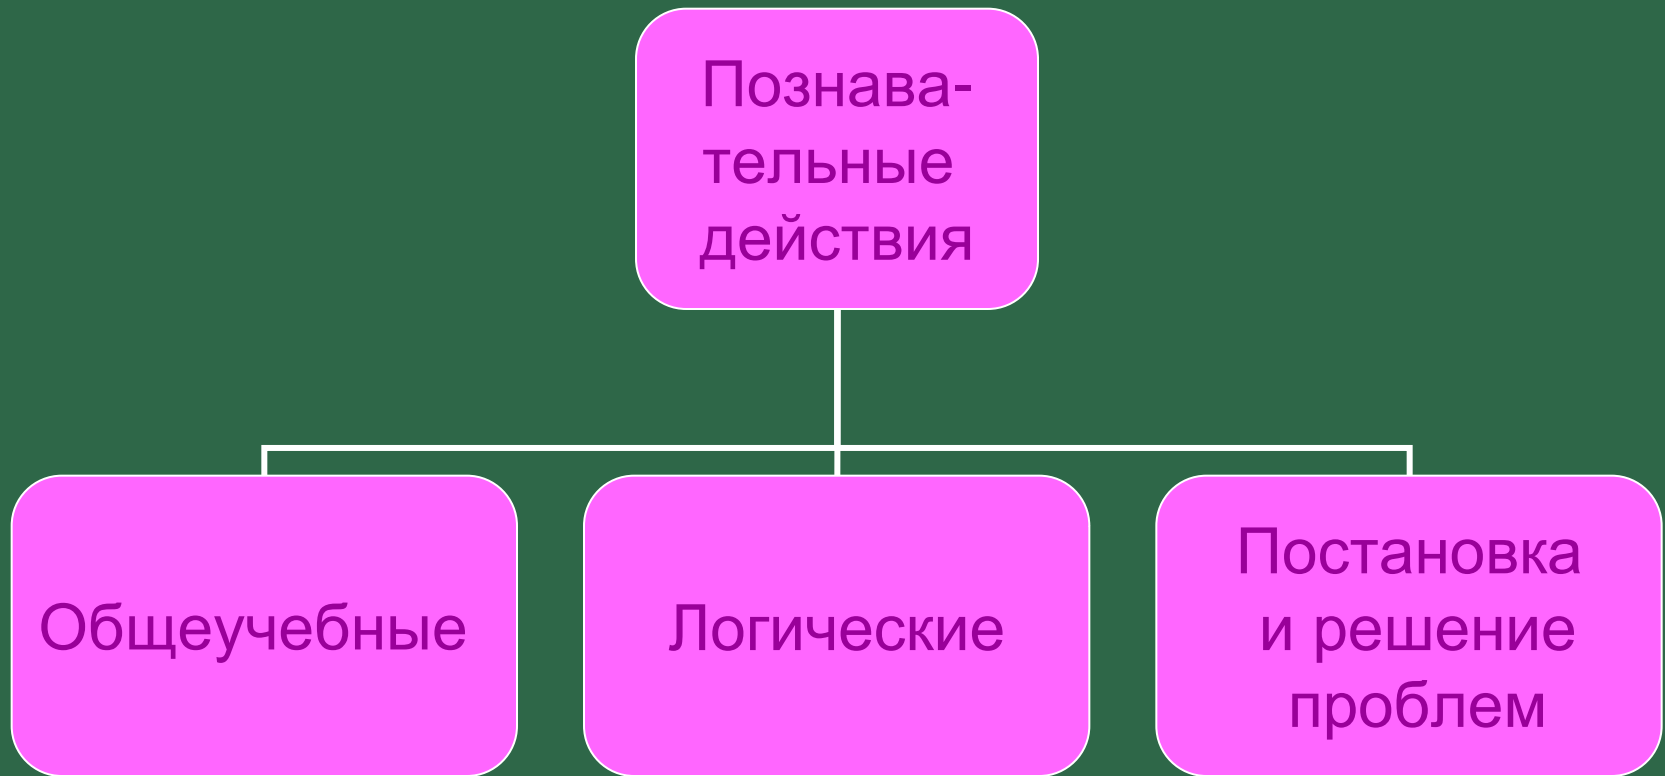 Познава-
тельные
действия
Общеучебные
Логические
Постановка
и решение
проблем